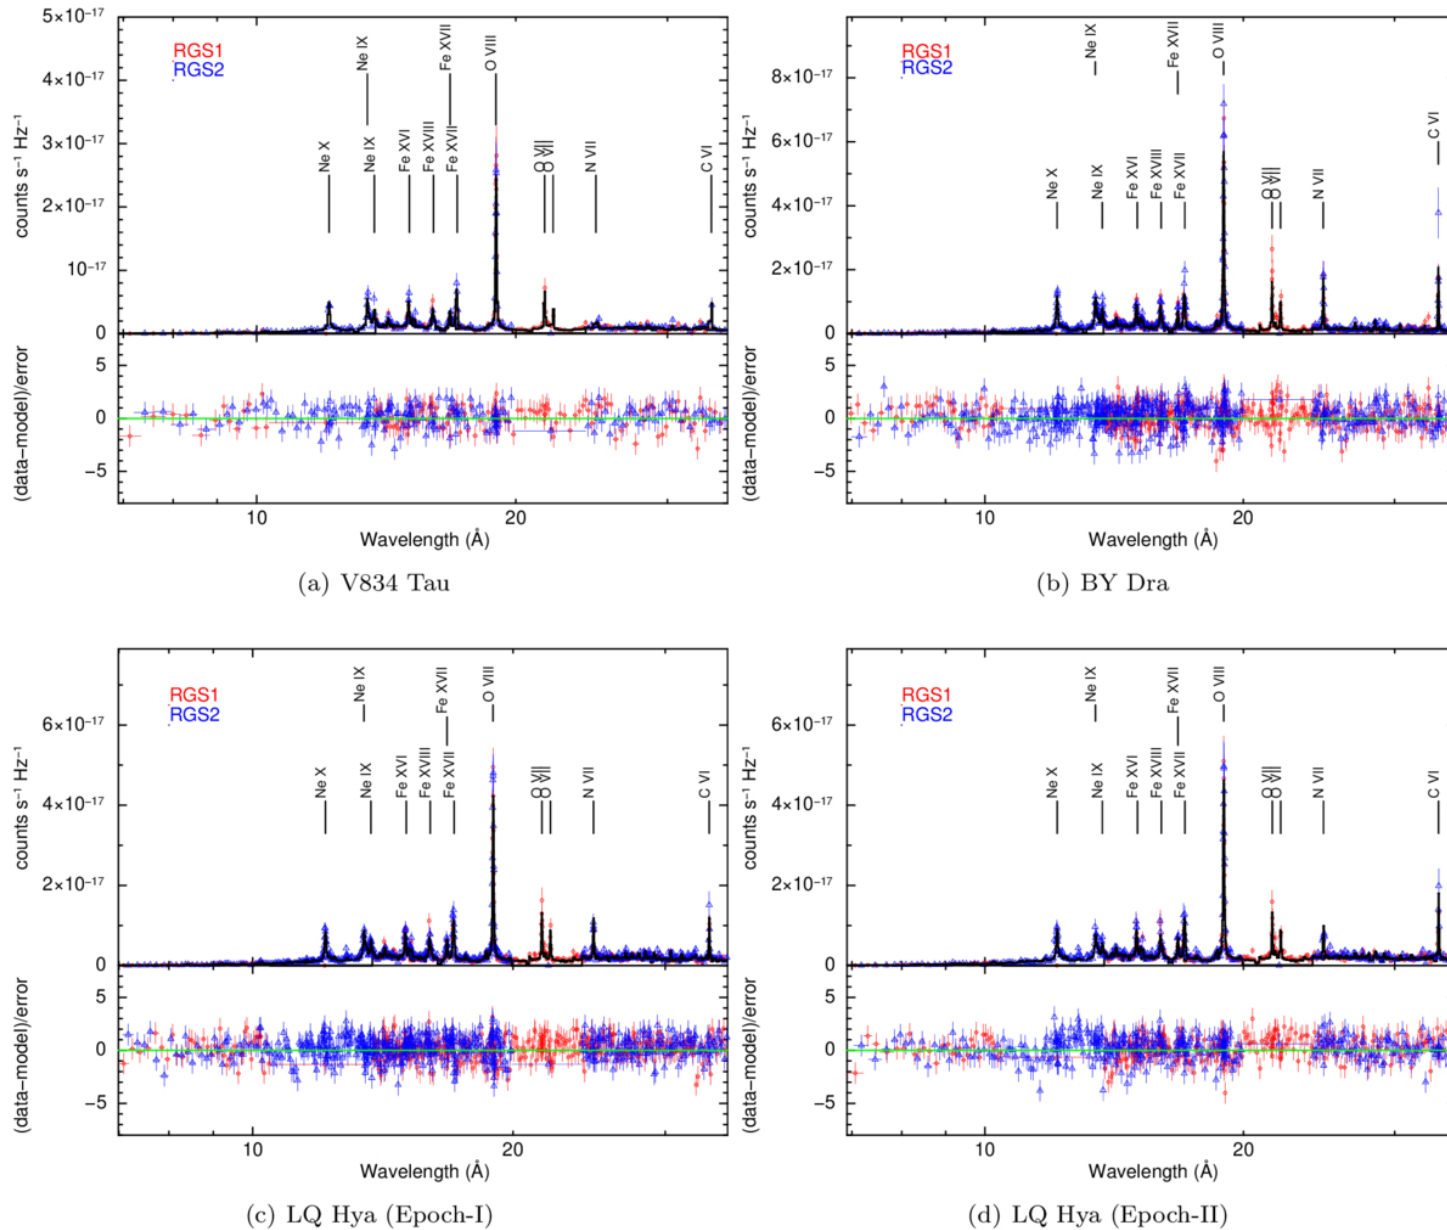 5×10⁻¹⁷
4×10⁻¹⁷
3×10⁻¹⁷
2×10⁻¹⁷
10⁻¹⁷
0
counts s⁻¹ Hz⁻¹
RGS1
RGS2
Ne IX
Fe XVII
O VIII
Ne X
Ne IX
Fe XVI
Fe XVIII
Fe XVII
O VII
O VII
N VII
C VI
5
0
−5
(data−model)/error
10
20
Wavelength (Å)
(a) V834 Tau
8×10⁻¹⁷
6×10⁻¹⁷
4×10⁻¹⁷
2×10⁻¹⁷
0
counts s⁻¹ Hz⁻¹
RGS1
RGS2
Ne IX
Fe XVII
O VIII
Ne X
Ne IX
Fe XVI
Fe XVIII
Fe XVII
O VII
O VII
N VII
C VI
5
0
−5
(data−model)/error
10
20
Wavelength (Å)
(b) BY Dra
6×10⁻¹⁷
4×10⁻¹⁷
2×10⁻¹⁷
0
counts s⁻¹ Hz⁻¹
RGS1
RGS2
Ne IX
Fe XVII
O VIII
Ne X
Ne IX
Fe XVI
Fe XVIII
Fe XVII
O VII
O VII
N VII
C VI
5
0
−5
(data−model)/error
10
20
Wavelength (Å)
(c) LQ Hya (Epoch-I)
6×10⁻¹⁷
4×10⁻¹⁷
2×10⁻¹⁷
0
counts s⁻¹ Hz⁻¹
RGS1
RGS2
Ne IX
Fe XVII
O VIII
Ne X
Ne IX
Fe XVI
Fe XVIII
Fe XVII
O VII
O VII
N VII
C VI
5
0
−5
(data−model)/error
10
20
Wavelength (Å)
(d) LQ Hya (Epoch-II)